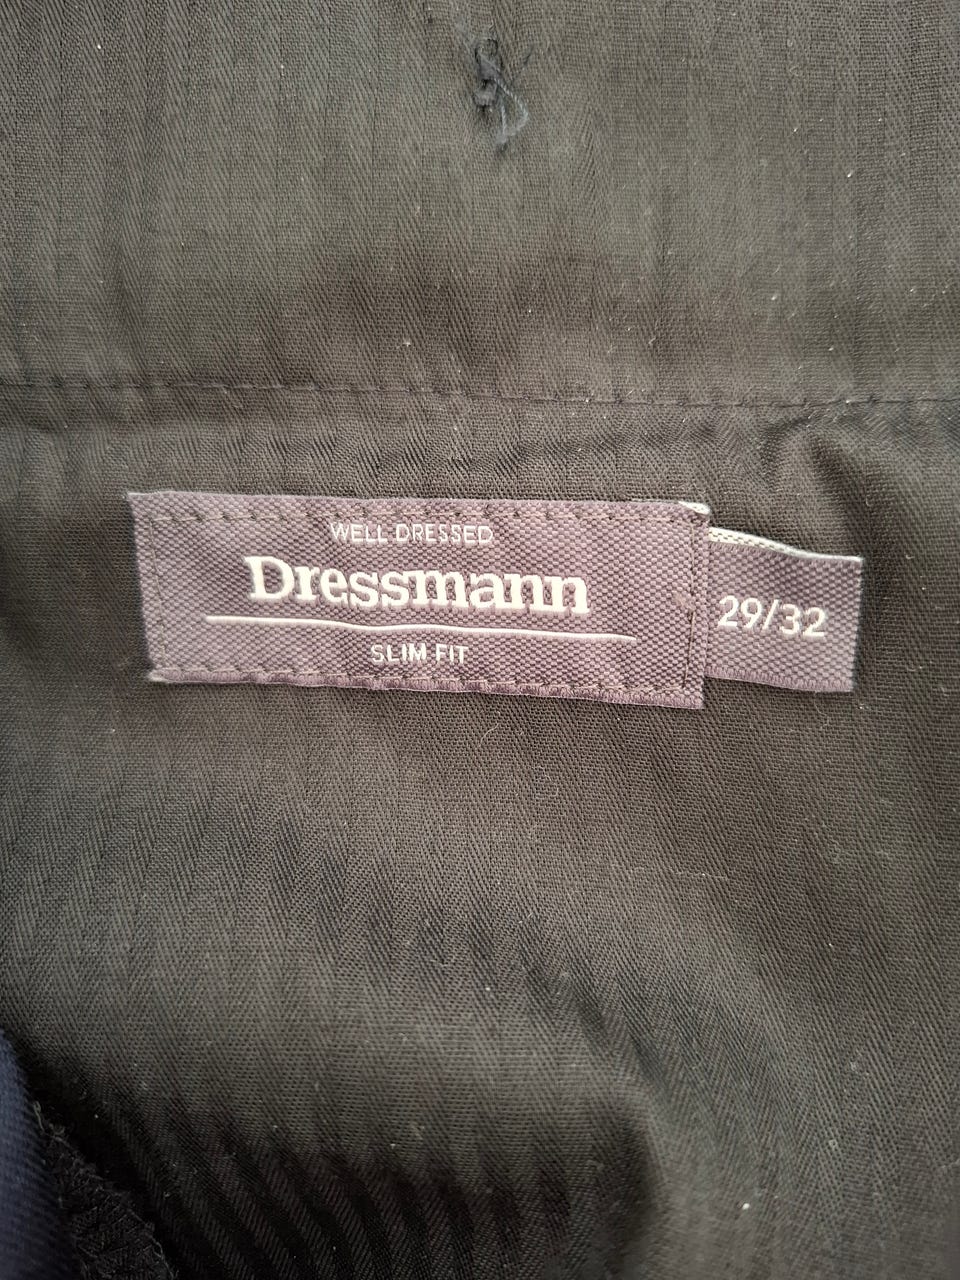 WELL DRESSED
Dressmann
SLIM FIT
29/32